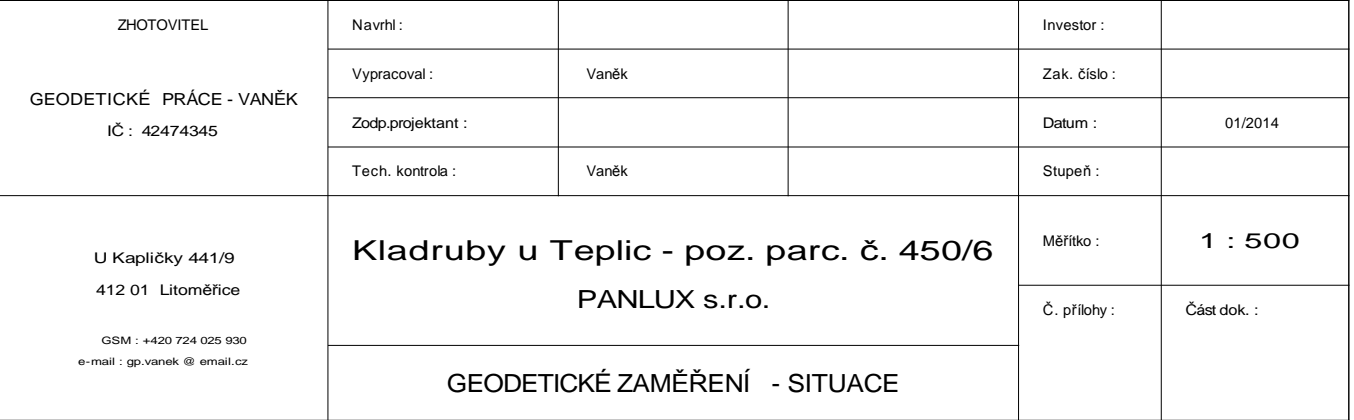 ZHOTOVITEL
GEODETICKÉ PRÁCE - VANĚK
IČ : 42474345
U Kapličky 441/9
412 01 Litoměřice
GSM : +420 724 025 930
e-mail : gp.vanek @ email.cz
Navrhl :
Vypracoval : Vaněk
Zodp.projektant :
Tech. kontrola : Vaněk
Kladruby u Teplic - poz. parc. č. 450/6
PANLUX s.r.o.
GEODETICKÉ ZAMĚŘENÍ - SITUACE
Investor :
Zak. číslo :
Datum : 01/2014
Stupeň :
Měřítko : 1 : 500
Č. přílohy : Část dok. :